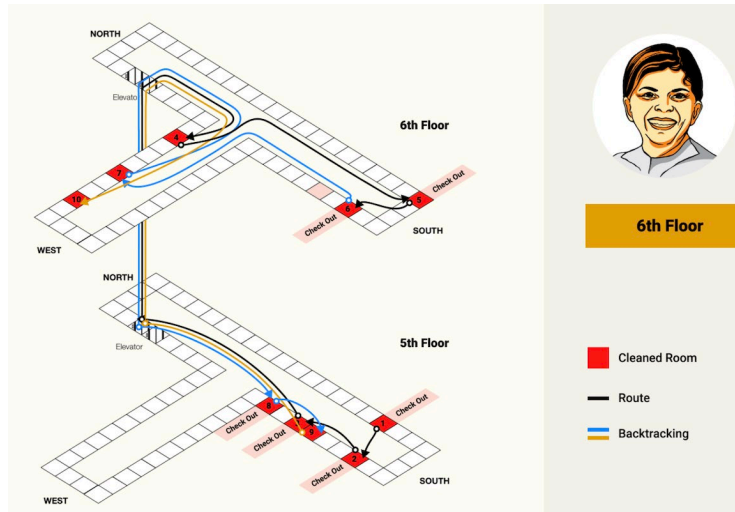 NORTH
Elevato
4
6th Floor
7
10
5
Check Out
6
Check Out
WEST
SOUTH
6th Floor
NORTH
Elevator
5th Floor
8
Check Out
1
Check Out
9
Check Out
2
Check Out
SOUTH
WEST
Cleaned Room
Route
Backtracking